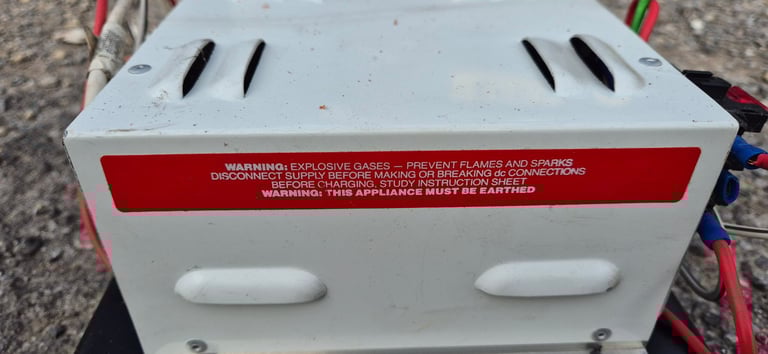 WARNING: EXPLOSIVE GASES — PREVENT FLAMES AND SPARKS
DISCONNECT SUPPLY BEFORE MAKING OR BREAKING dc CONNECTIONS
BEFORE CHARGING, STUDY INSTRUCTION SHEET
WARNING: THIS APPLIANCE MUST BE EARTHED